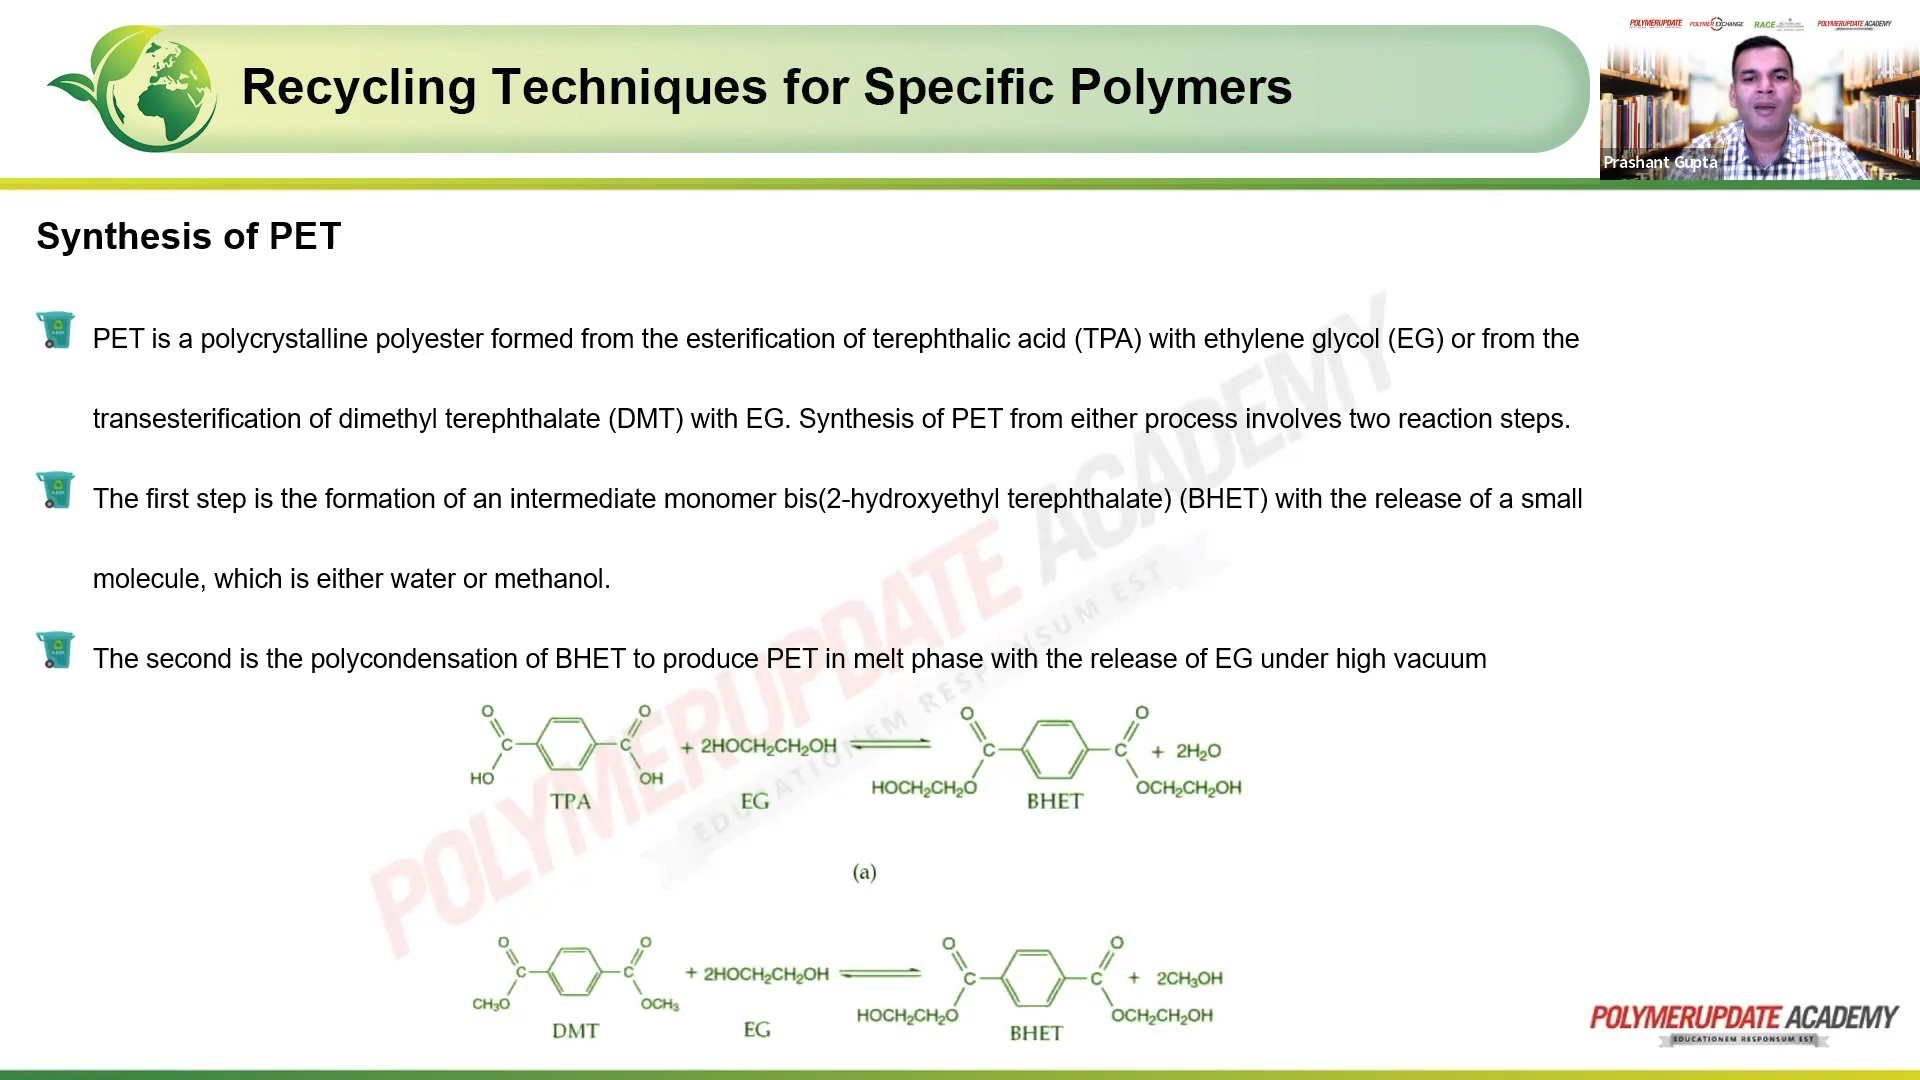 Recycling Techniques for Specific Polymers
POLYMERUPDATE POLYMER EXCHANGE RACE POLYMERUPDATE ACADEMY
Prashant Gupta
Synthesis of PET
PET is a polycrystalline polyester formed from the esterification of terephthalic acid (TPA) with ethylene glycol (EG) or from the
transesterification of dimethyl terephthalate (DMT) with EG. Synthesis of PET from either process involves two reaction steps.
The first step is the formation of an intermediate monomer bis(2-hydroxyethyl terephthalate) (BHET) with the release of a small
molecule, which is either water or methanol.
The second is the polycondensation of BHET to produce PET in melt phase with the release of EG under high vacuum
POLYMERUPDATE ACADEMY
EDUCATIONEM RESPONSUM EST
O O O O
C C + 2HOCH₂CH₂OH C C + 2H₂O
HO OH HOCH₂CH₂O OCH₂CH₂OH
TPA EG BHET
(a)
O O O O
C C + 2HOCH₂CH₂OH C C + 2CH₃OH
CH₃O OCH₃ HOCH₂CH₂O OCH₂CH₂OH
DMT EG BHET
POLYMERUPDATE ACADEMY
EDUCATIONEM RESPONSUM EST